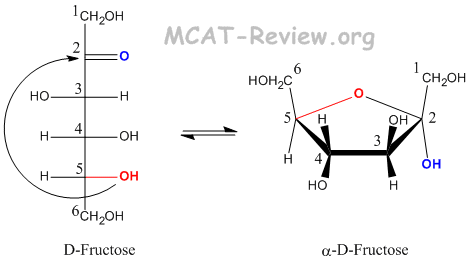 MCAT-Review.org
1
CH₂OH
2
O
3
HO
H
4
H
OH
5
H
OH
6
CH₂OH
D-Fructose
6
HOH₂C
O
1
CH₂OH
5
H
OH
2
H
4
3
OH
HO
H
α-D-Fructose